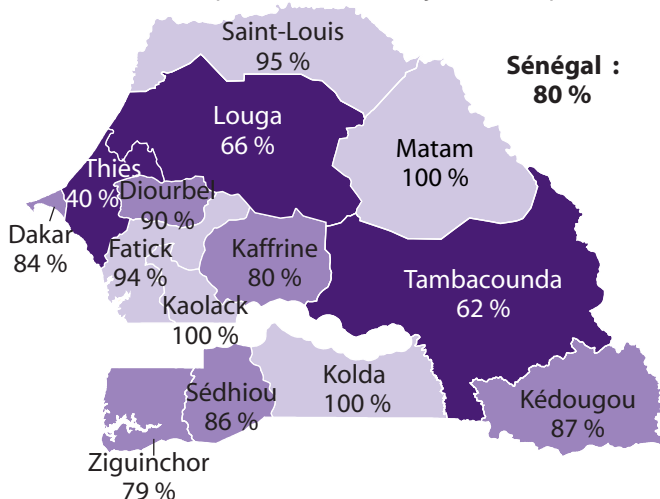 Saint-Louis
95 %
Sénégal :
80 %
Louga
66 %
Matam
100 %
Thiès
40 %
Diourbel
90 %
Dakar
84 %
Fatick
94 %
Kaffrine
80 %
Tambacounda
62 %
Kaolack
100 %
Kolda
100 %
Sédhiou
86 %
Kédougou
87 %
Ziguinchor
79 %